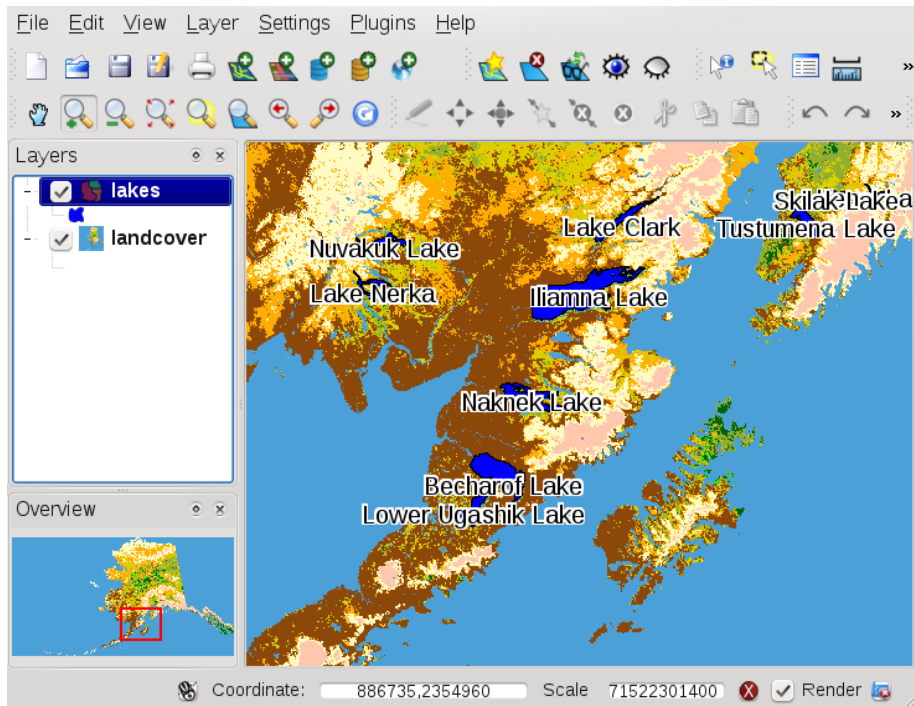 File Edit View Layer Settings Plugins Help
Layers
lakes
landcover
Overview
Skilak Lake
Lake Clark
Tustumena Lake
Nuvakuk Lake
Lake Nerka
Iliamna Lake
Naknek Lake
Becharof Lake
Lower Ugashik Lake
Coordinate: 886735,2354960 Scale 71522301400 Render